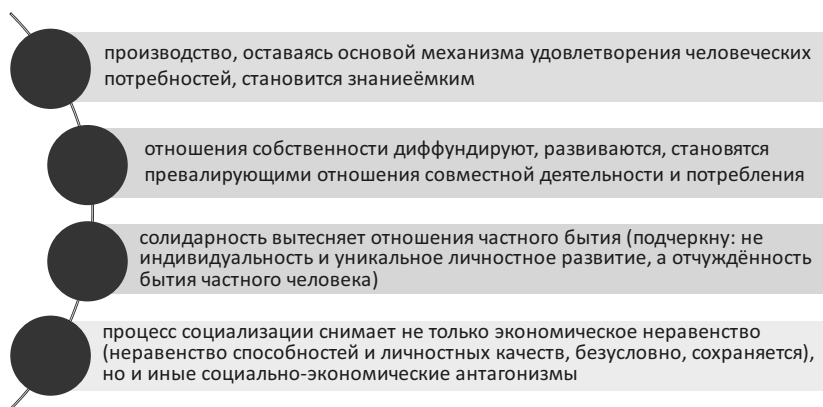 производство, оставаясь основой механизма удовлетворения человеческих
потребностей, становится знаниеёмким
отношения собственности диффундируют, развиваются, становятся
превалирующими отношения совместной деятельности и потребления
солидарность вытесняет отношения частного бытия (подчеркну: не
индивидуальность и уникальное личностное развитие, а отчуждённость
бытия частного человека)
процесс социализации снимает не только экономическое неравенство
(неравенство способностей и личностных качеств, безусловно, сохраняется),
но и иные социально-экономические антагонизмы